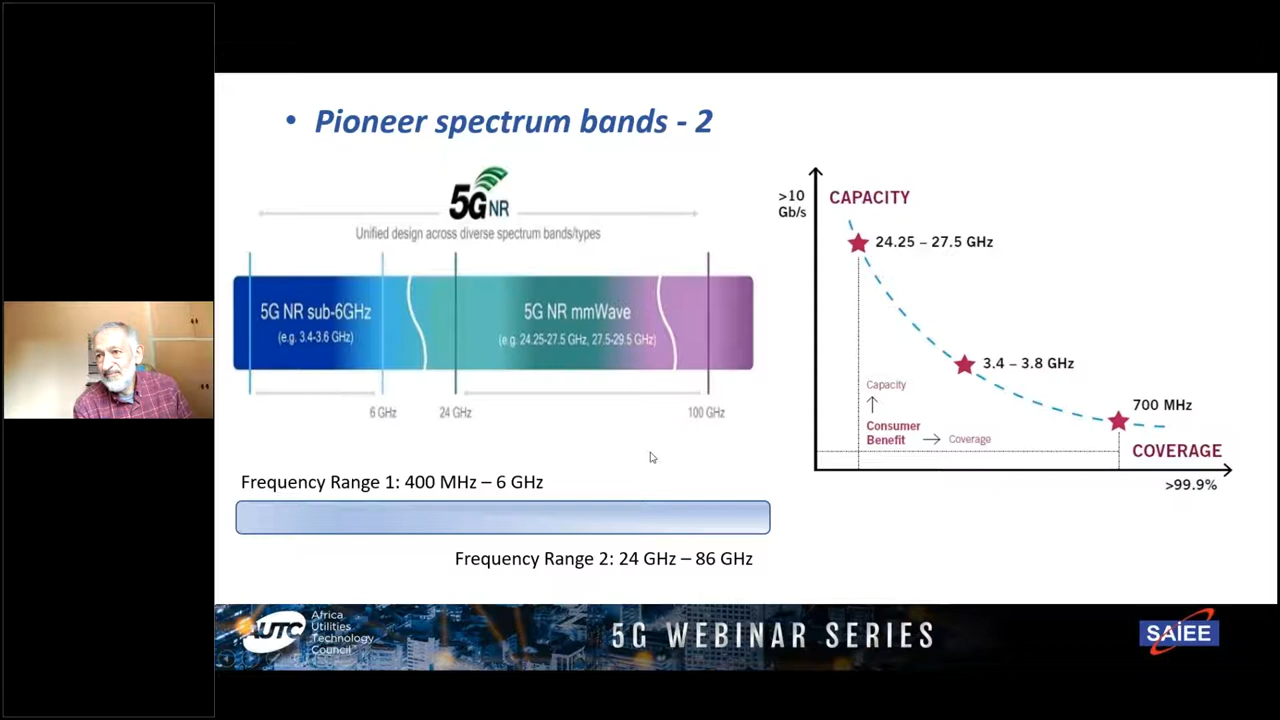 • Pioneer spectrum bands - 2
5G NR
Unified design across diverse spectrum bands/types
5G NR sub-6GHz
(e.g. 3.4-3.6 GHz)
5G NR mmWave
(e.g. 24.25-27.5 GHz, 27.5-29.5 GHz)
6 GHz
24 GHz
100 GHz
Frequency Range 1: 400 MHz – 6 GHz
Frequency Range 2: 24 GHz – 86 GHz
>10
Gb/s
CAPACITY
24.25 – 27.5 GHz
3.4 – 3.8 GHz
700 MHz
Capacity
Consumer
Benefit
Coverage
COVERAGE
>99.9%
AUTC
Africa
Utilities
Technology
Council
5G WEBINAR SERIES
SAIEE